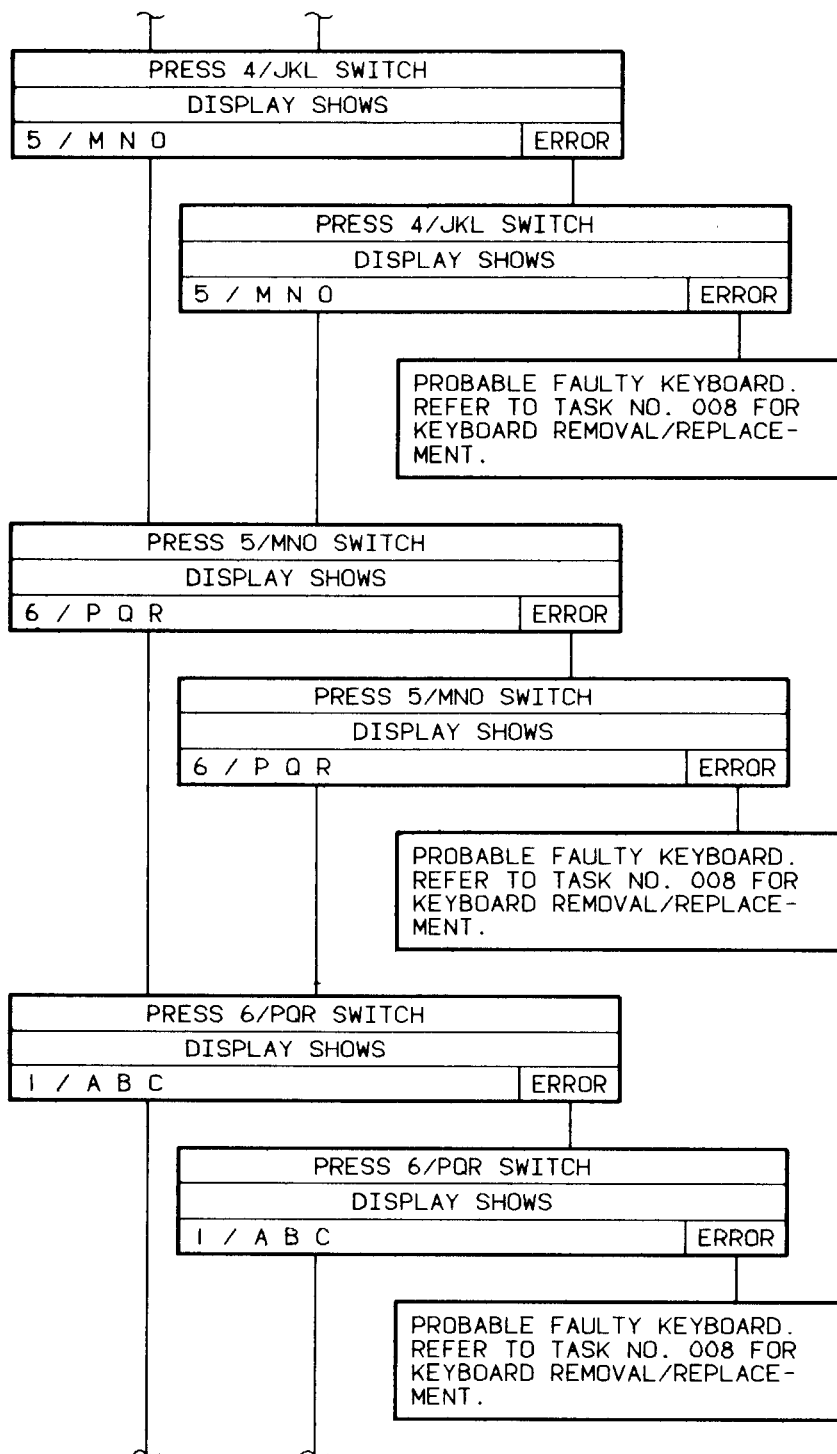 PRESS 4/JKL SWITCH
DISPLAY SHOWS
5 / M N O ERROR
PRESS 4/JKL SWITCH
DISPLAY SHOWS
5 / M N O ERROR
PROBABLE FAULTY KEYBOARD.
REFER TO TASK NO. 008 FOR
KEYBOARD REMOVAL/REPLACE-
MENT.
PRESS 5/MNO SWITCH
DISPLAY SHOWS
6 / P Q R ERROR
PRESS 5/MNO SWITCH
DISPLAY SHOWS
6 / P Q R ERROR
PROBABLE FAULTY KEYBOARD.
REFER TO TASK NO. 008 FOR
KEYBOARD REMOVAL/REPLACE-
MENT.
PRESS 6/PQR SWITCH
DISPLAY SHOWS
1 / A B C ERROR
PRESS 6/PQR SWITCH
DISPLAY SHOWS
1 / A B C ERROR
PROBABLE FAULTY KEYBOARD.
REFER TO TASK NO. 008 FOR
KEYBOARD REMOVAL/REPLACE-
MENT.